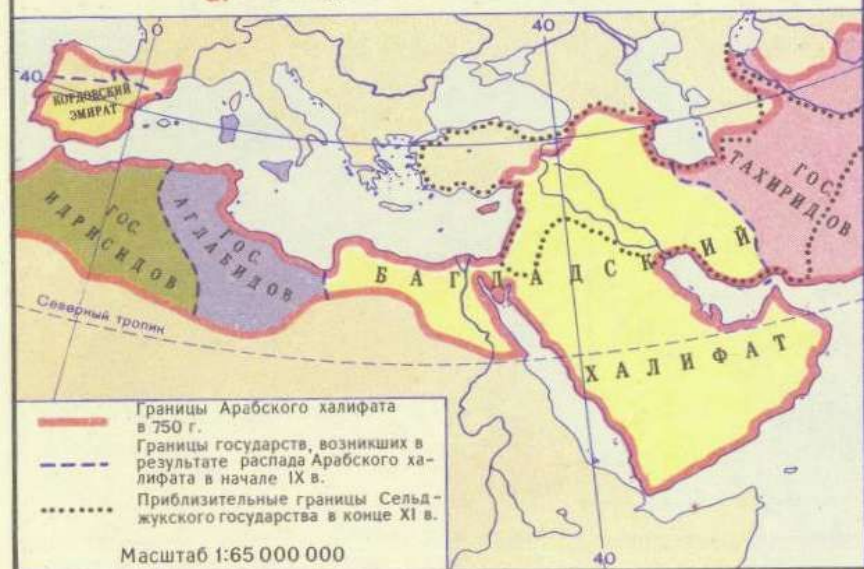 40
0
40
40
КОРДОВСКИЙ
ЭМИРАТ
ГОС.
ИДРИСИДОВ
ГОС.
АГЛАБИДОВ
ГОС.
ТАХИРИДОВ
БАГДАДСКИЙ
ХАЛИФАТ
Северный тропик
Границы Арабского халифата
в 750 г.
Границы государств, возникших в
результате распада Арабского ха-
лифата в начале IX в.
Приблизительные границы Сельд-
жукского государства в конце XI в.
Масштаб 1:65 000 000
40